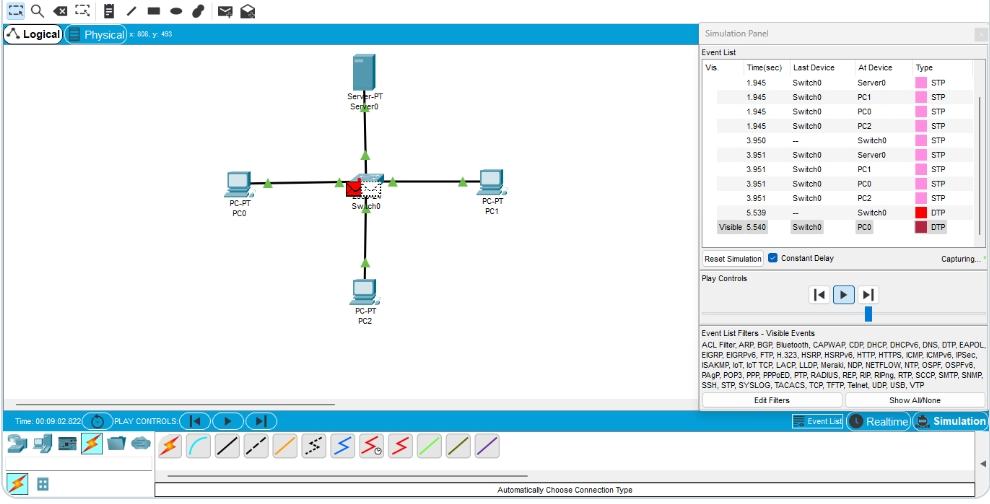 Logical
Physical
x: 808, y: 493
Server-PT
Server0
PC-PT
PC0
Switch0
PC-PT
PC1
PC-PT
PC2
Simulation Panel
Event List
Vis. Time(sec) Last Device At Device Type
1.945 Switch0 Server0 STP
1.945 Switch0 PC1 STP
1.945 Switch0 PC0 STP
1.945 Switch0 PC2 STP
3.950 -- Switch0 STP
3.951 Switch0 Server0 STP
3.951 Switch0 PC1 STP
3.951 Switch0 PC0 STP
3.951 Switch0 PC2 STP
5.539 -- Switch0 DTP
Visible 5.540 Switch0 PC0 DTP
Reset Simulation Constant Delay Capturing...
Play Controls
Event List Filters - Visible Events
ACL Filter, ARP, BGP, Bluetooth, CAPWAP, CDP, DHCP, DHCPv6, DNS, DTP, EAPOL,
EIGRP, EIGRPv6, FTP, H.323, HSRP, HSRPv6, HTTP, HTTPS, ICMP, ICMPv6, IPSec,
ISAKMP, IoT, IoT TCP, LACP, LLDP, Meraki, NDP, NETFLOW, NTP, OSPF, OSPFv6,
PAgP, POP3, PPP, PPPoED, PTP, RADIUS, REP, RIP, RIPng, RTP, SCCP, SMTP, SNMP,
SSH, STP, SYSLOG, TACACS, TCP, TFTP, Telnet, UDP, USB, VTP
Edit Filters Show All/None
Time: 00:09:02.822 PLAY CONTROLS: Event List Realtime Simulation
Automatically Choose Connection Type